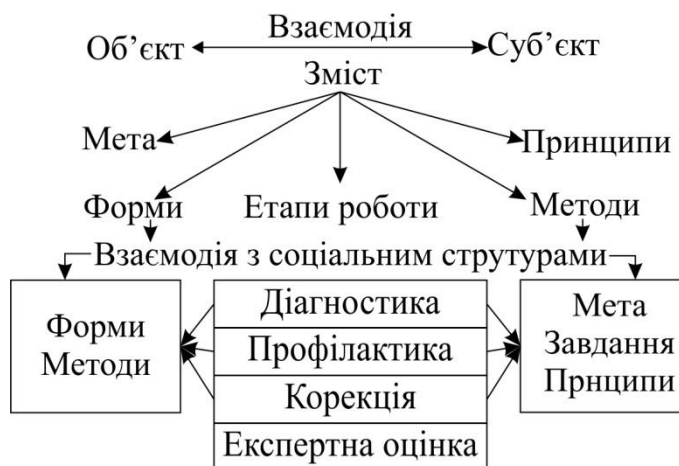 Взаємодія
Об’єкт Суб’єкт
Зміст
Мета Принципи
Форми Етапи роботи Методи
Взаємодія з соціальним струтурами
Форми
Методи
Діагностика
Профілактика
Корекція
Експертна оцінка
Мета
Завдання
Прнципи